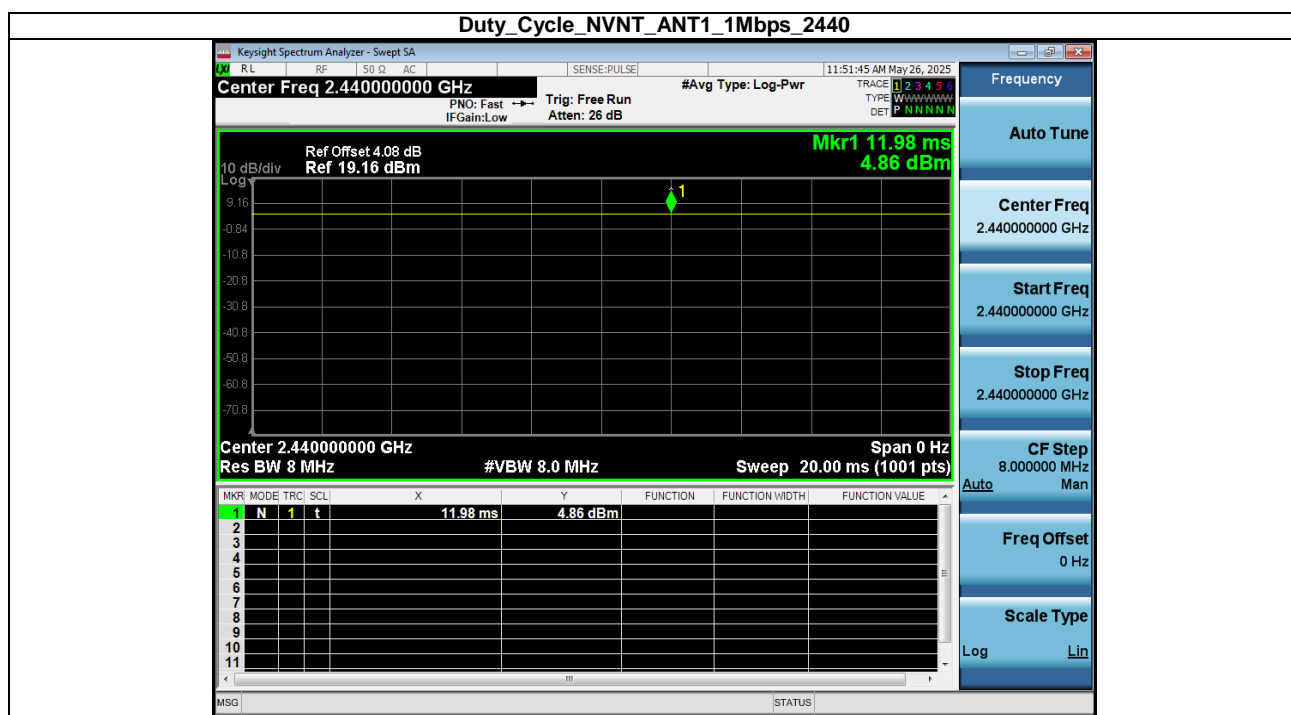 Duty_Cycle_NVNT_ANT1_1Mbps_2440
Keysight Spectrum Analyzer - Swept SA
RL RF 50 Ω AC SENSE:PULSE 11:51:45 AM May 26, 2025
Center Freq 2.440000000 GHz #Avg Type: Log-Pwr TRACE 1 2 3 4 5 6
PNO: Fast Trig: Free Run TYPE WWWWWW
IFGain:Low Atten: 26 dB DET P N N N N N
Mkr1 11.98 ms
4.86 dBm
Ref Offset 4.08 dB
10 dB/div Ref 19.16 dBm
Log
1
9.16
-0.84
-10.8
-20.8
-30.8
-40.8
-50.8
-60.8
-70.8
Center 2.440000000 GHz Span 0 Hz
Res BW 8 MHz #VBW 8.0 MHz Sweep 20.00 ms (1001 pts)
MKR MODE TRC SCL X Y FUNCTION FUNCTION WIDTH FUNCTION VALUE
1 N 1 t 11.98 ms 4.86 dBm
2
3
4
5
6
7
8
9
10
11
MSG STATUS
Frequency
Auto Tune
Center Freq
2.440000000 GHz
Start Freq
2.440000000 GHz
Stop Freq
2.440000000 GHz
CF Step
8.000000 MHz
Auto Man
Freq Offset
0 Hz
Scale Type
Log Lin